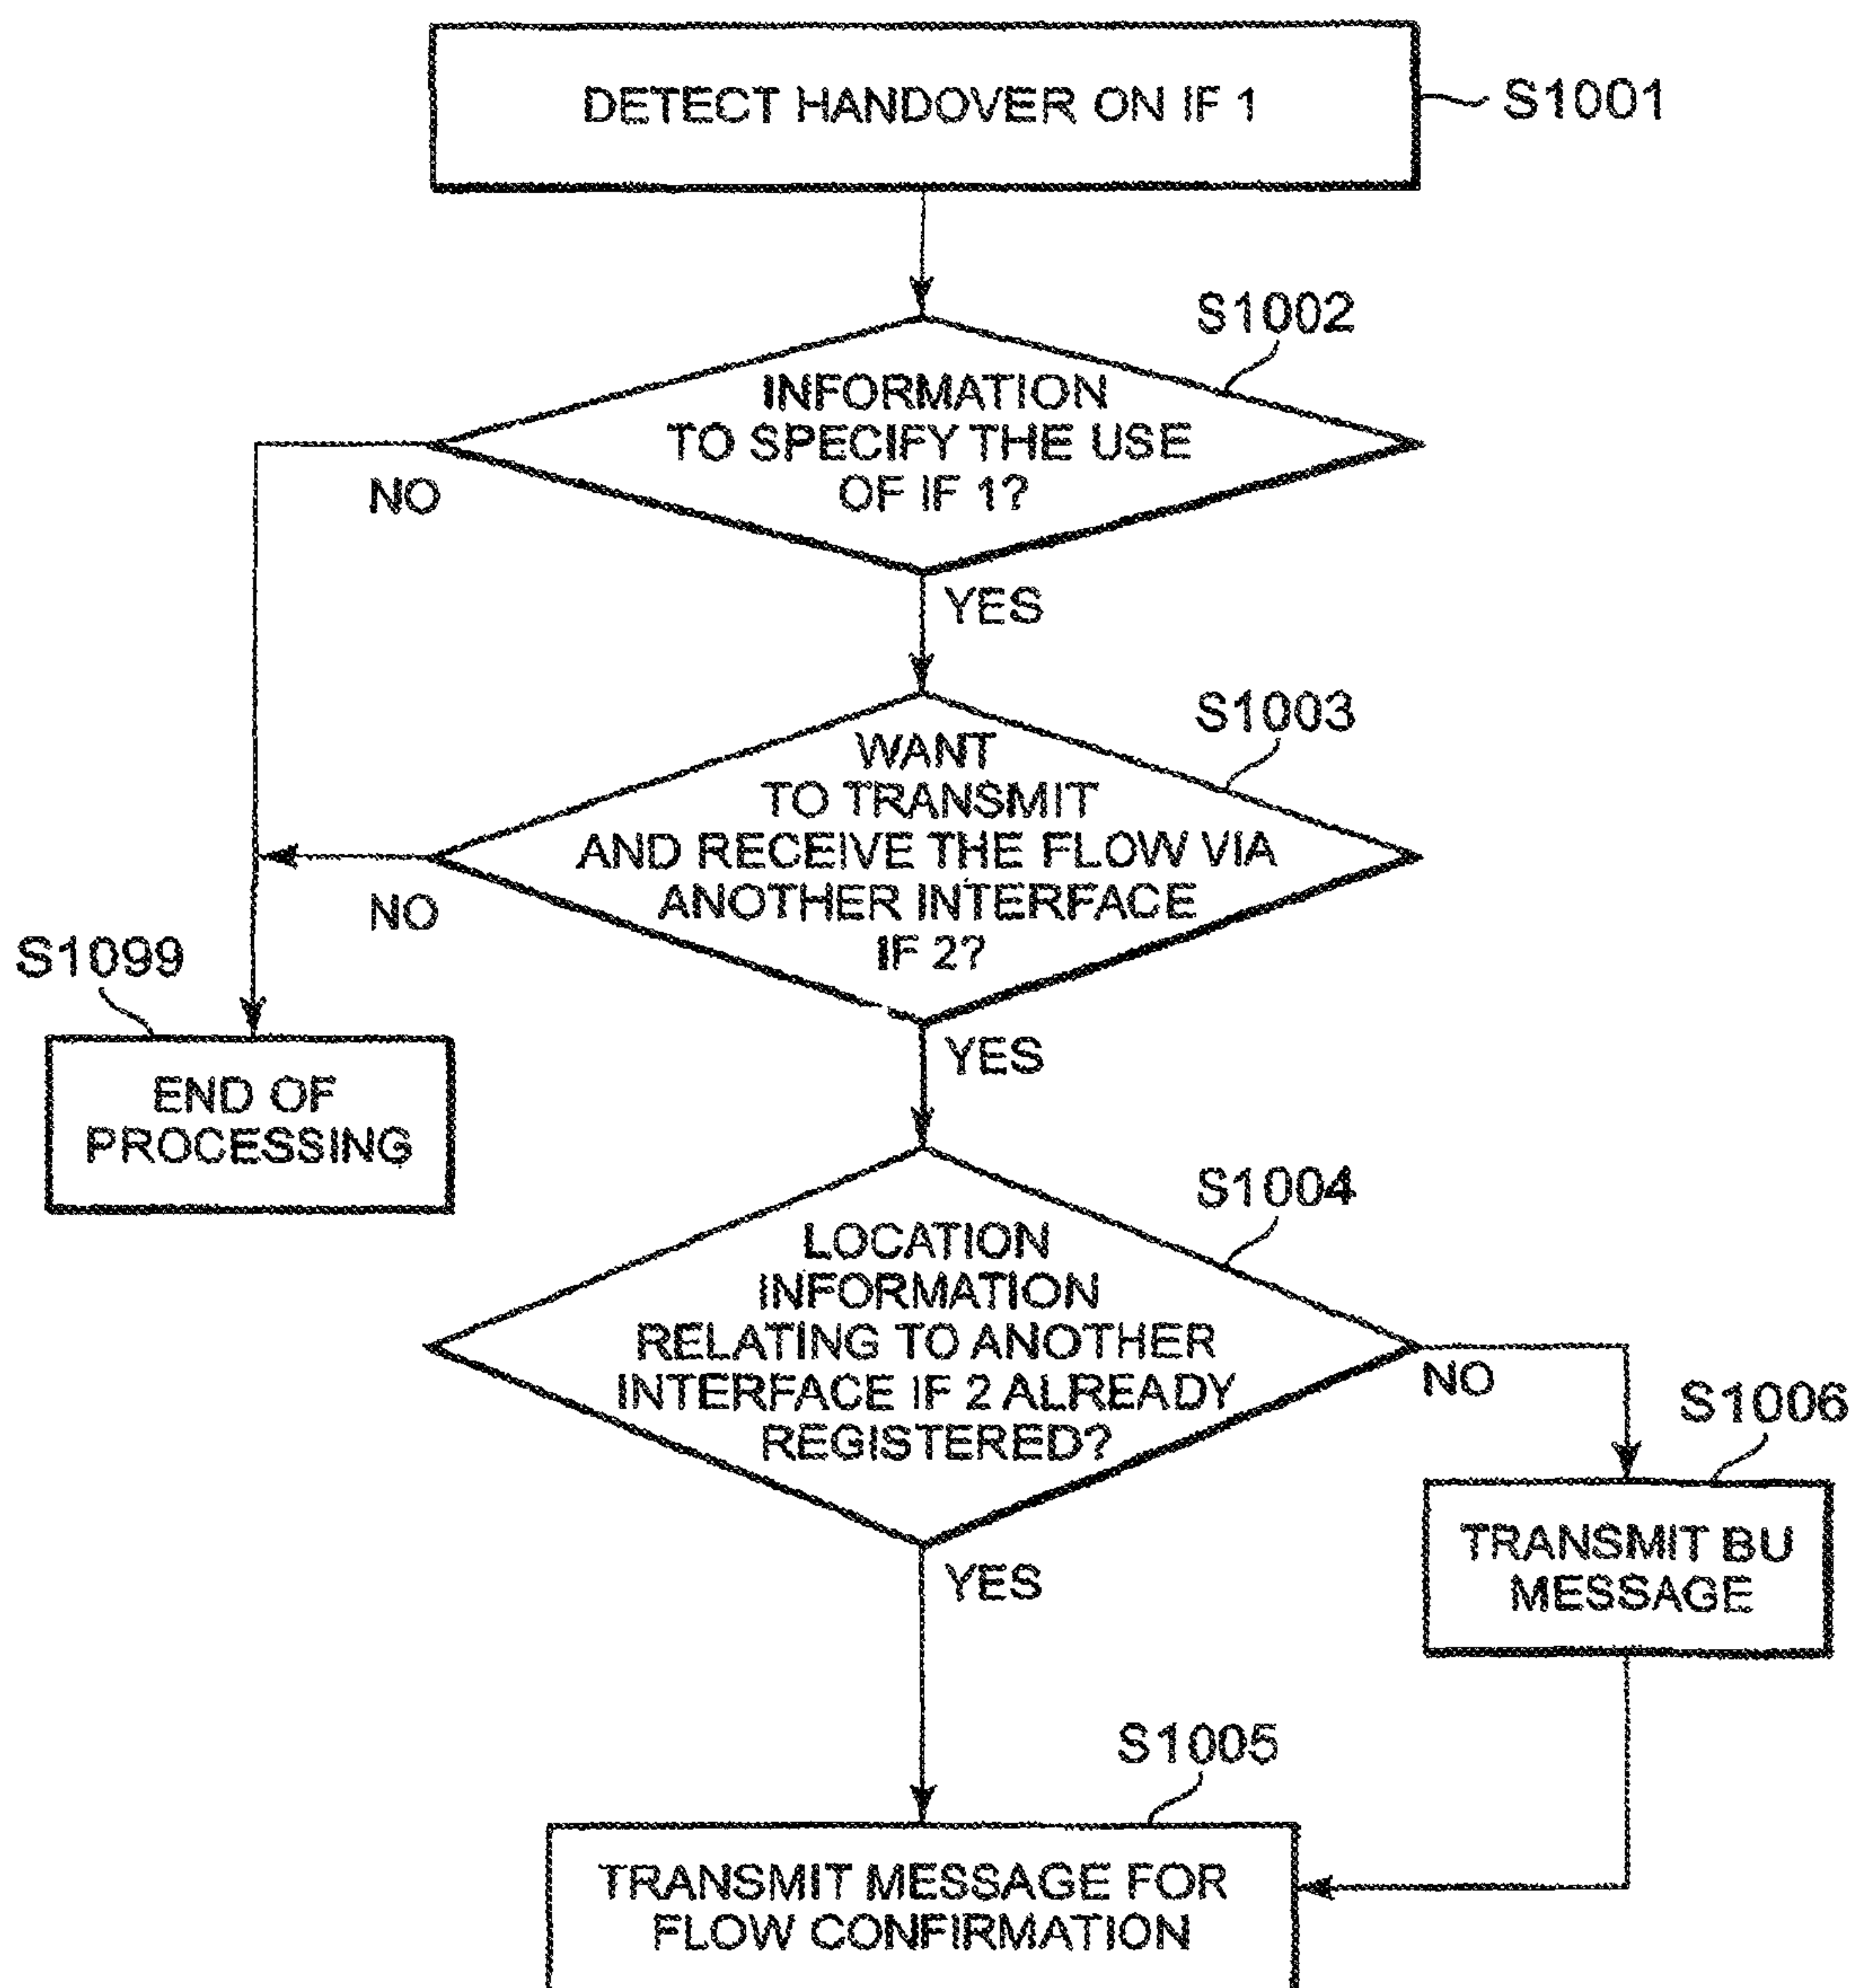 DETECT HANDOVER ON IF 1
S1001
S1002
INFORMATION
TO SPECIFY THE USE
OF IF 1?
NO
YES
S1003
WANT
TO TRANSMIT
AND RECEIVE THE FLOW VIA
ANOTHER INTERFACE
IF 2?
NO
YES
S1099
END OF
PROCESSING
S1004
LOCATION
INFORMATION
RELATING TO ANOTHER
INTERFACE IF 2 ALREADY
REGISTERED?
NO
YES
S1006
TRANSMIT BU
MESSAGE
S1005
TRANSMIT MESSAGE FOR
FLOW CONFIRMATION